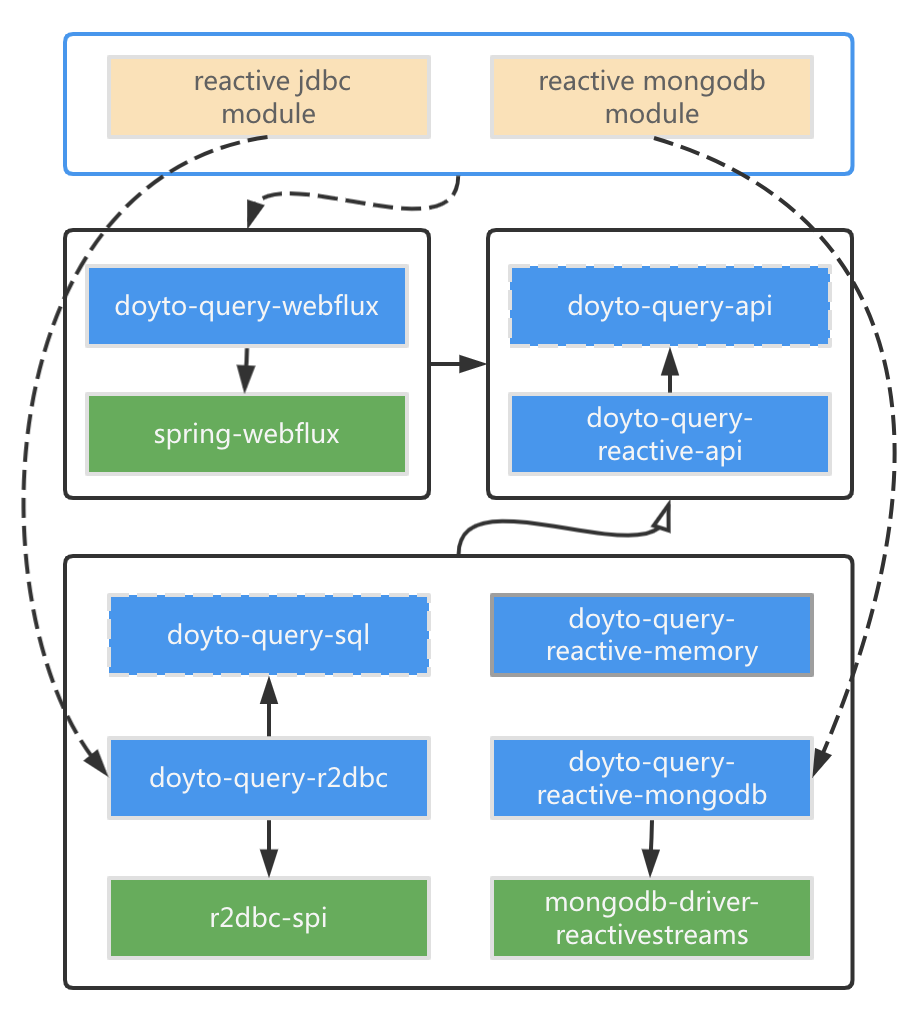 reactive jdbc
module
reactive mongodb
module
doyto-query-webflux
doyto-query-api
spring-webflux
doyto-query-
reactive-api
doyto-query-sql
doyto-query-
reactive-memory
doyto-query-r2dbc
doyto-query-
reactive-mongodb
r2dbc-spi
mongodb-driver-
reactivestreams